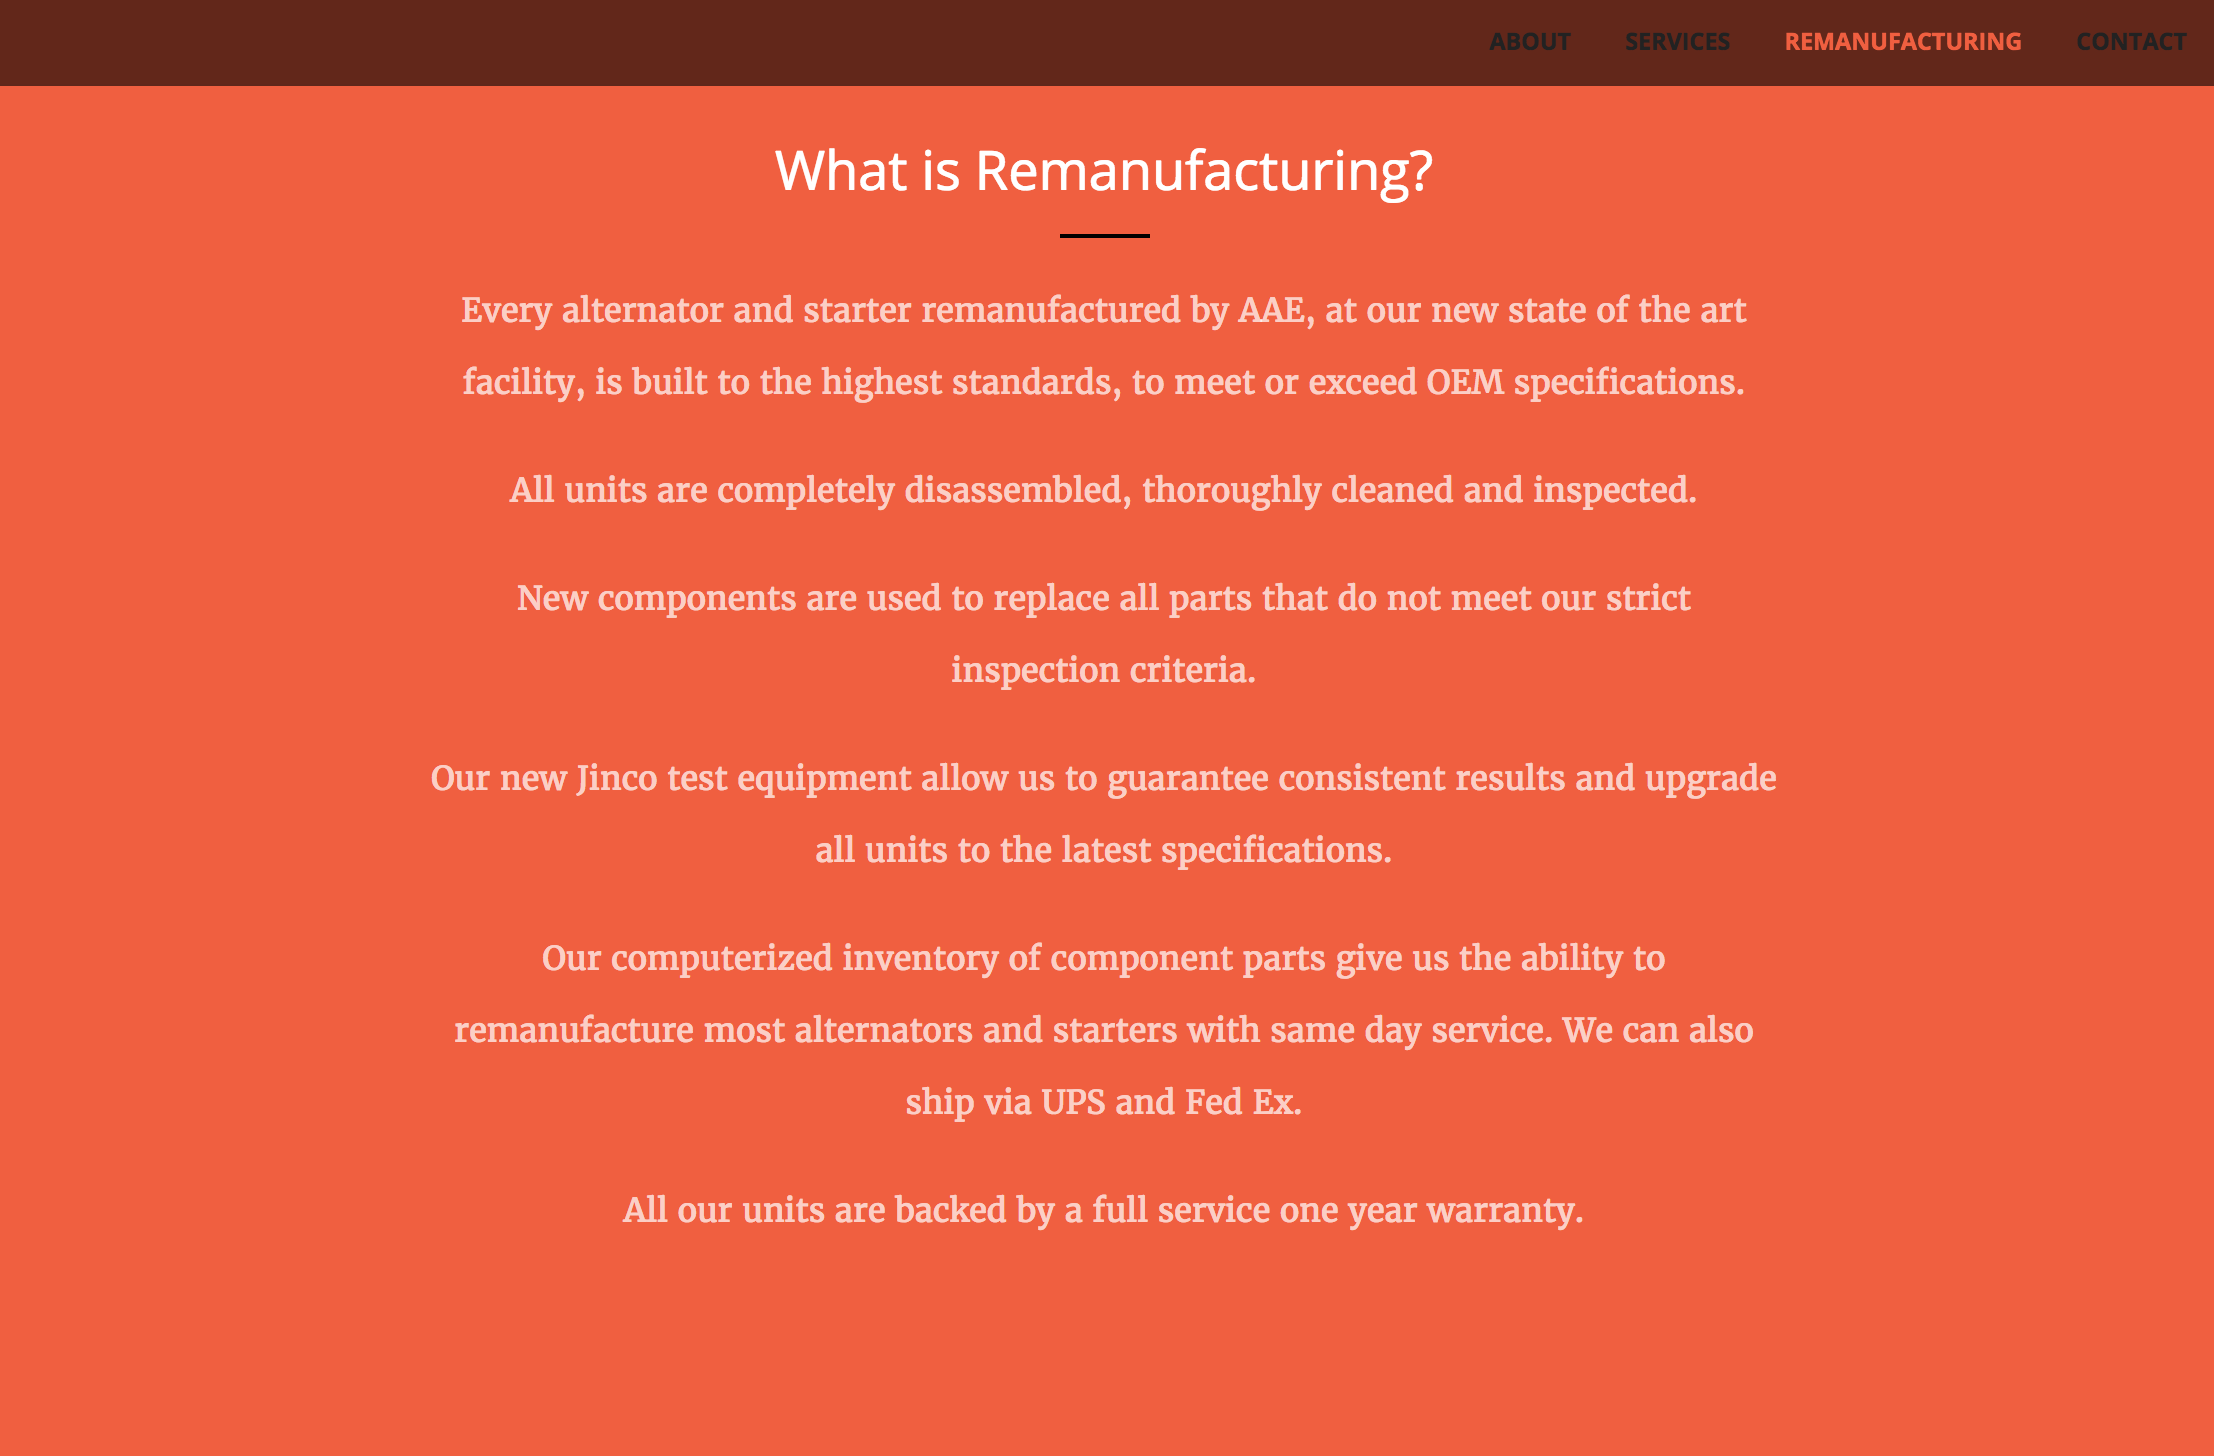 ABOUT SERVICES REMANUFACTURING CONTACT
What is Remanufacturing?
Every alternator and starter remanufactured by AAE, at our new state of the art
facility, is built to the highest standards, to meet or exceed OEM specifications.
All units are completely disassembled, thoroughly cleaned and inspected.
New components are used to replace all parts that do not meet our strict
inspection criteria.
Our new Jinco test equipment allow us to guarantee consistent results and upgrade
all units to the latest specifications.
Our computerized inventory of component parts give us the ability to
remanufacture most alternators and starters with same day service. We can also
ship via UPS and Fed Ex.
All our units are backed by a full service one year warranty.